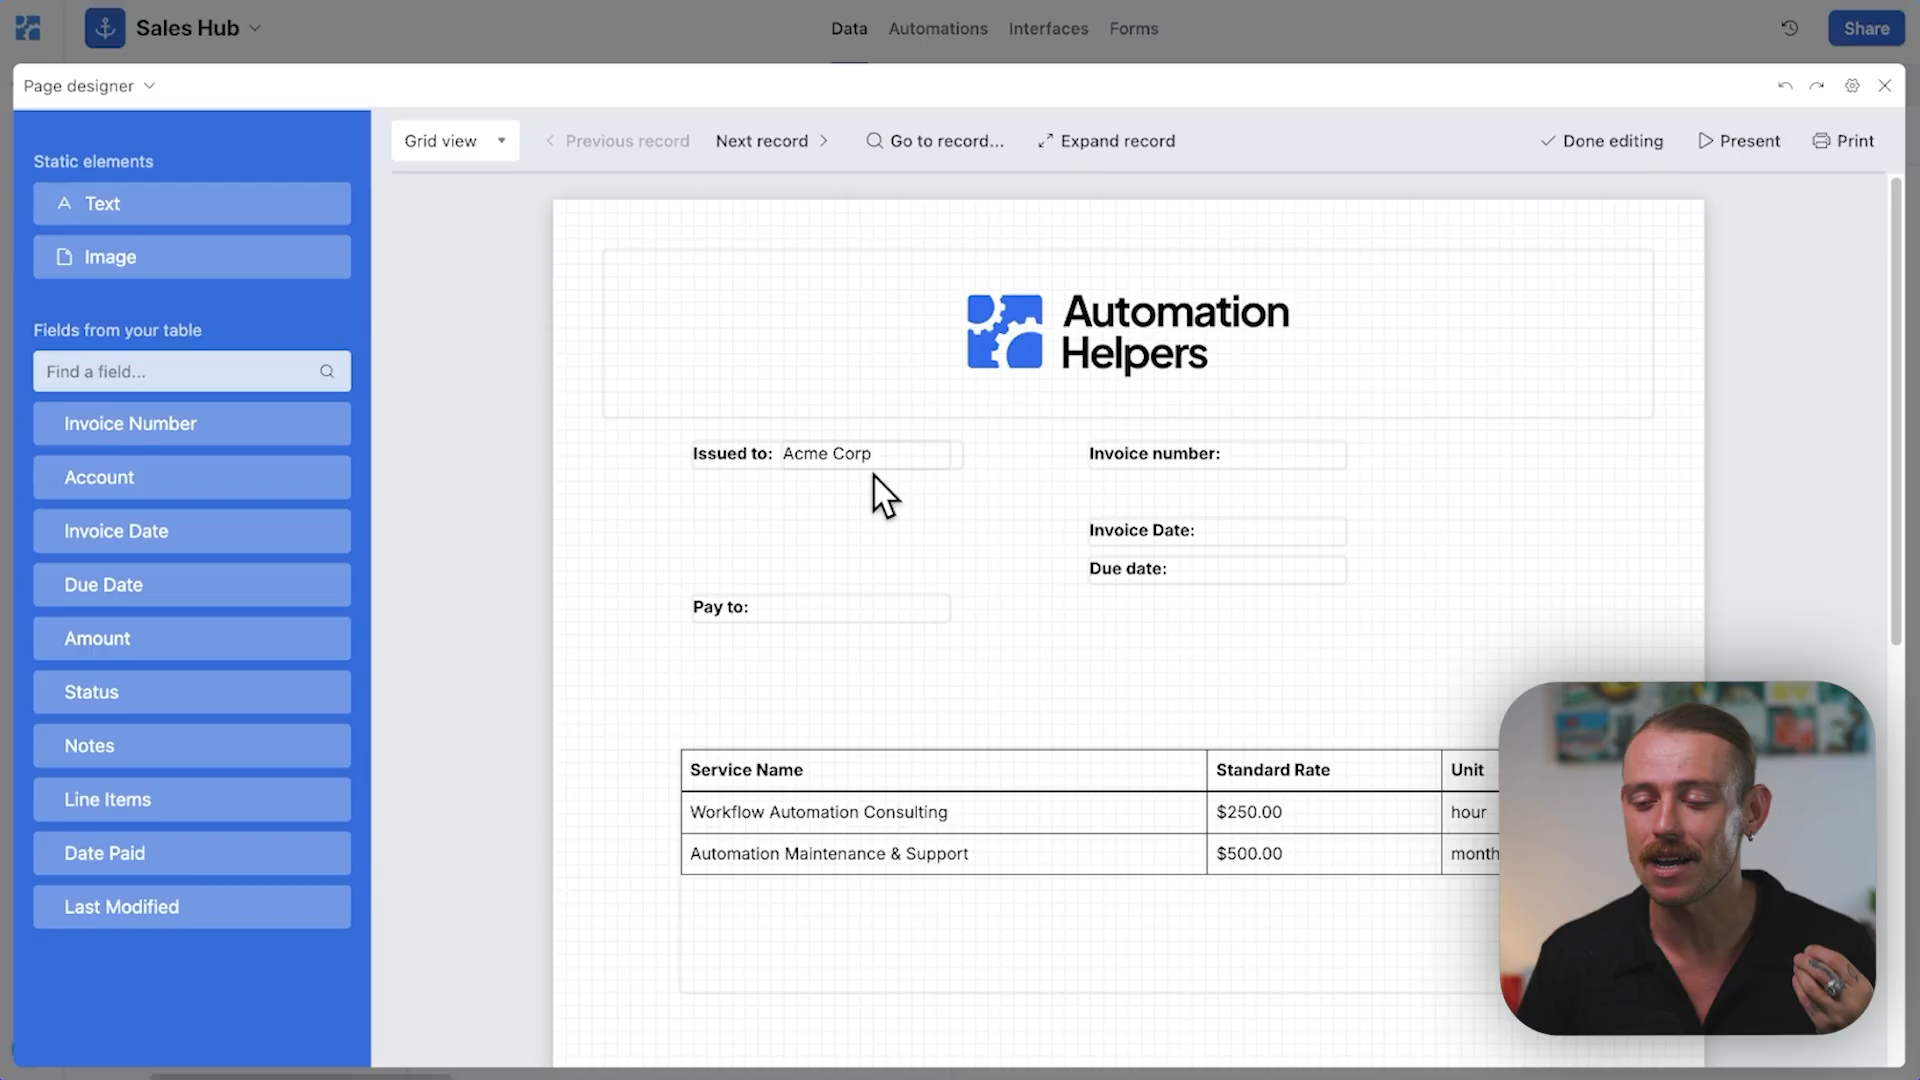 Sales Hub
Data Automations Interfaces Forms
Share
Page designer
Grid view
Previous record
Next record
Go to record...
Expand record
Done editing
Present
Print
Static elements
Text
Image
Fields from your table
Find a field...
Invoice Number
Account
Invoice Date
Due Date
Amount
Status
Notes
Line Items
Date Paid
Last Modified
Automation
Helpers
Issued to: Acme Corp
Invoice number:
Invoice Date:
Due date:
Pay to:
Service Name Standard Rate Unit
Workflow Automation Consulting $250.00 hour
Automation Maintenance & Support $500.00 month